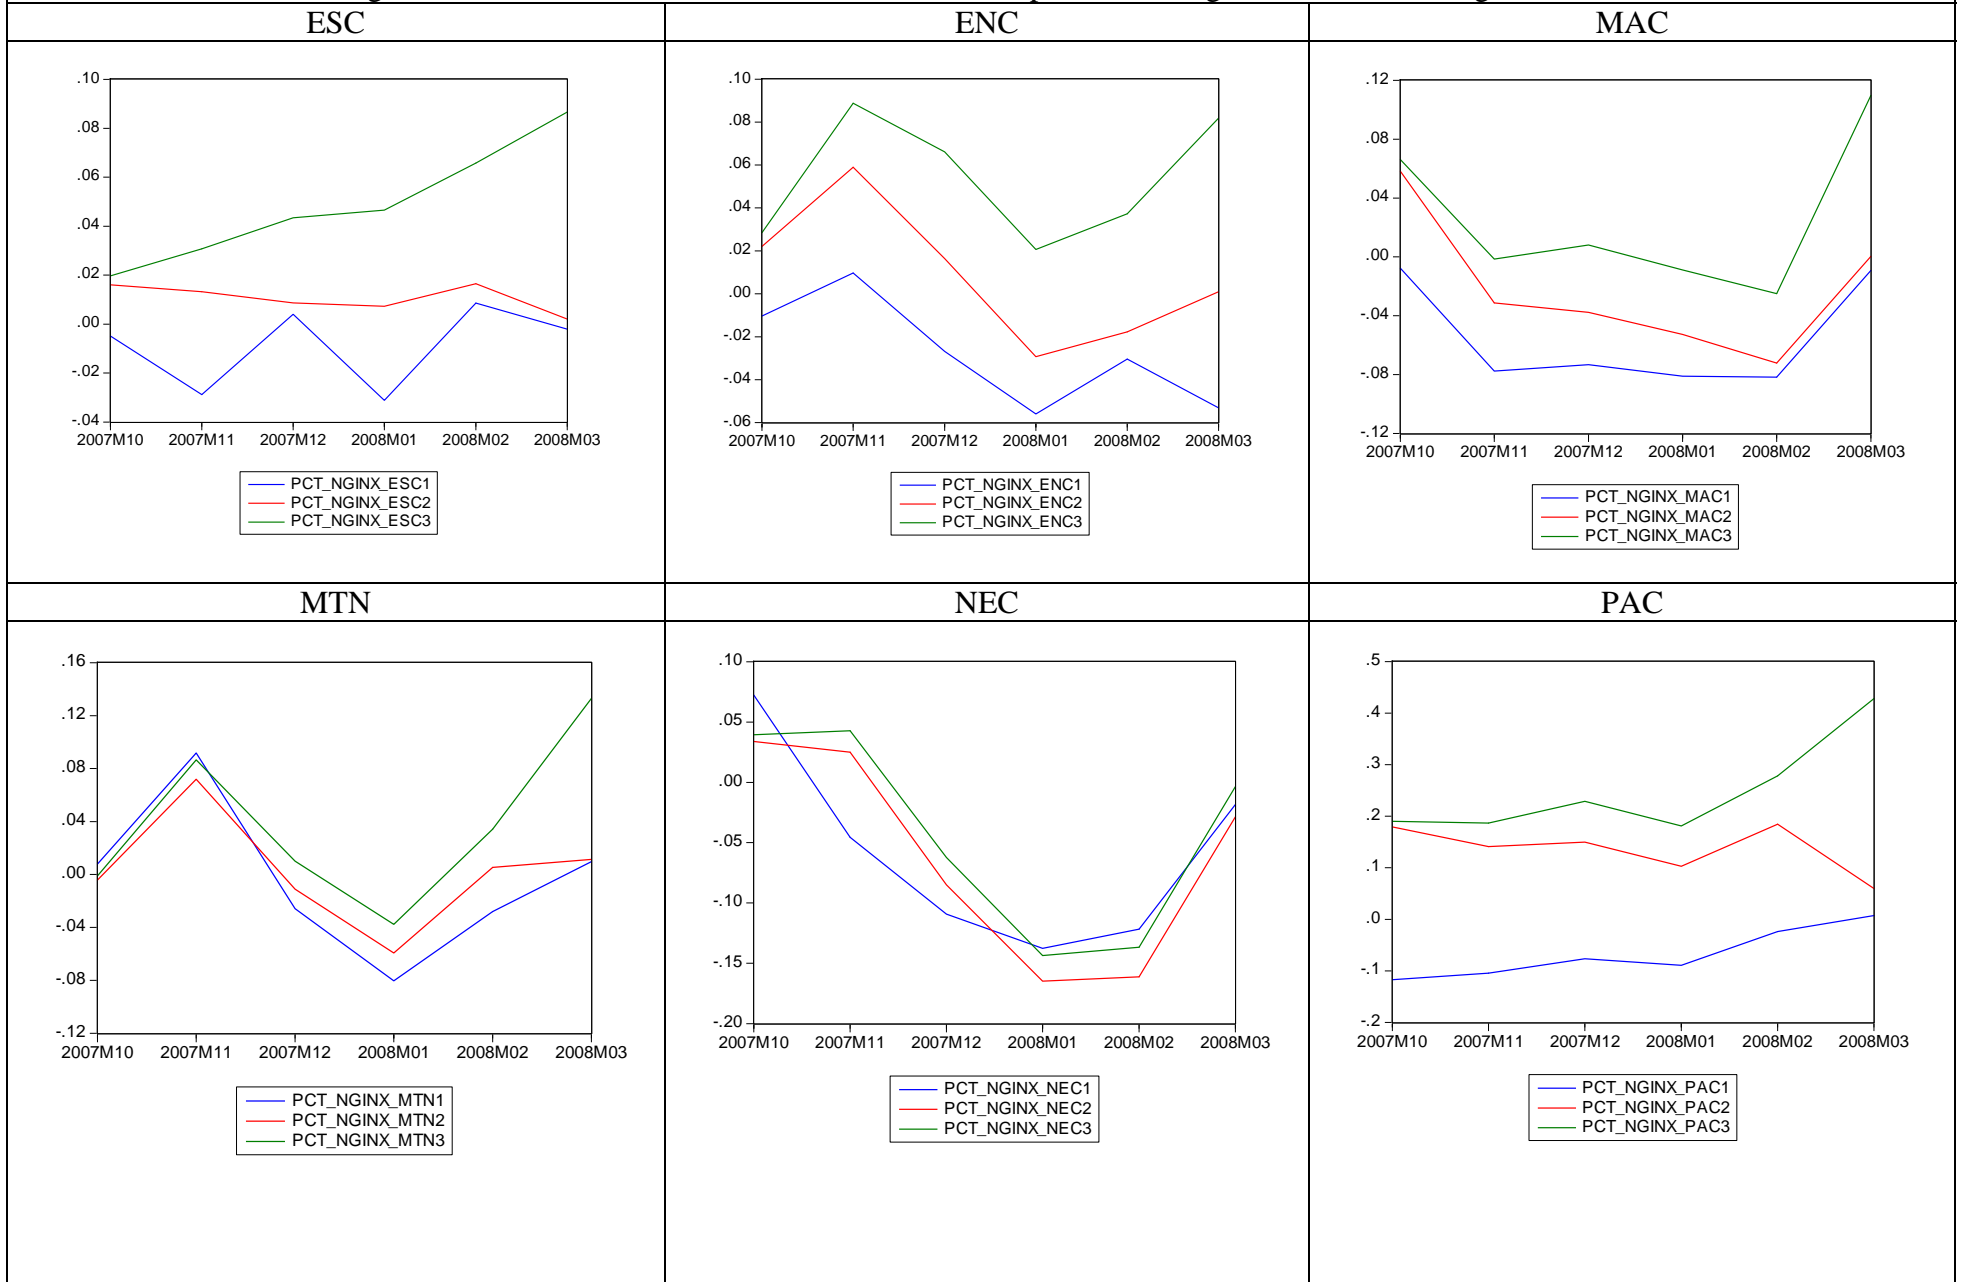 ESC ENC MAC
.10
.08
.06
.04
.02
.00
-.02
-.04
2007M10 2007M11 2007M12 2008M01 2008M02 2008M03
PCT_NGINX_ESC1
PCT_NGINX_ESC2
PCT_NGINX_ESC3
.10
.08
.06
.04
.02
.00
-.02
-.04
-.06
2007M10 2007M11 2007M12 2008M01 2008M02 2008M03
PCT_NGINX_ENC1
PCT_NGINX_ENC2
PCT_NGINX_ENC3
.12
.08
.04
.00
-.04
-.08
-.12
2007M10 2007M11 2007M12 2008M01 2008M02 2008M03
PCT_NGINX_MAC1
PCT_NGINX_MAC2
PCT_NGINX_MAC3
MTN NEC PAC
.16
.12
.08
.04
.00
-.04
-.08
-.12
2007M10 2007M11 2007M12 2008M01 2008M02 2008M03
PCT_NGINX_MTN1
PCT_NGINX_MTN2
PCT_NGINX_MTN3
.10
.05
.00
-.05
-.10
-.15
-.20
2007M10 2007M11 2007M12 2008M01 2008M02 2008M03
PCT_NGINX_NEC1
PCT_NGINX_NEC2
PCT_NGINX_NEC3
.5
.4
.3
.2
.1
.0
-.1
-.2
2007M10 2007M11 2007M12 2008M01 2008M02 2008M03
PCT_NGINX_PAC1
PCT_NGINX_PAC2
PCT_NGINX_PAC3